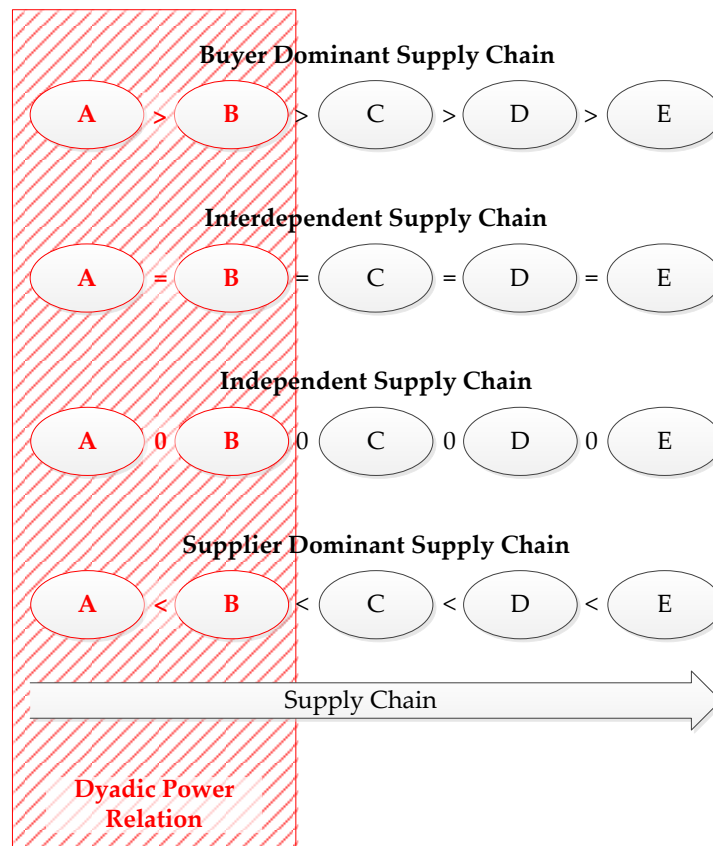 Buyer Dominant Supply Chain
A > B > C > D > E
Interdependent Supply Chain
A = B = C = D = E
Independent Supply Chain
A 0 B 0 C 0 D 0 E
Supplier Dominant Supply Chain
A < B < C < D < E
Supply Chain
Dyadic Power
Relation